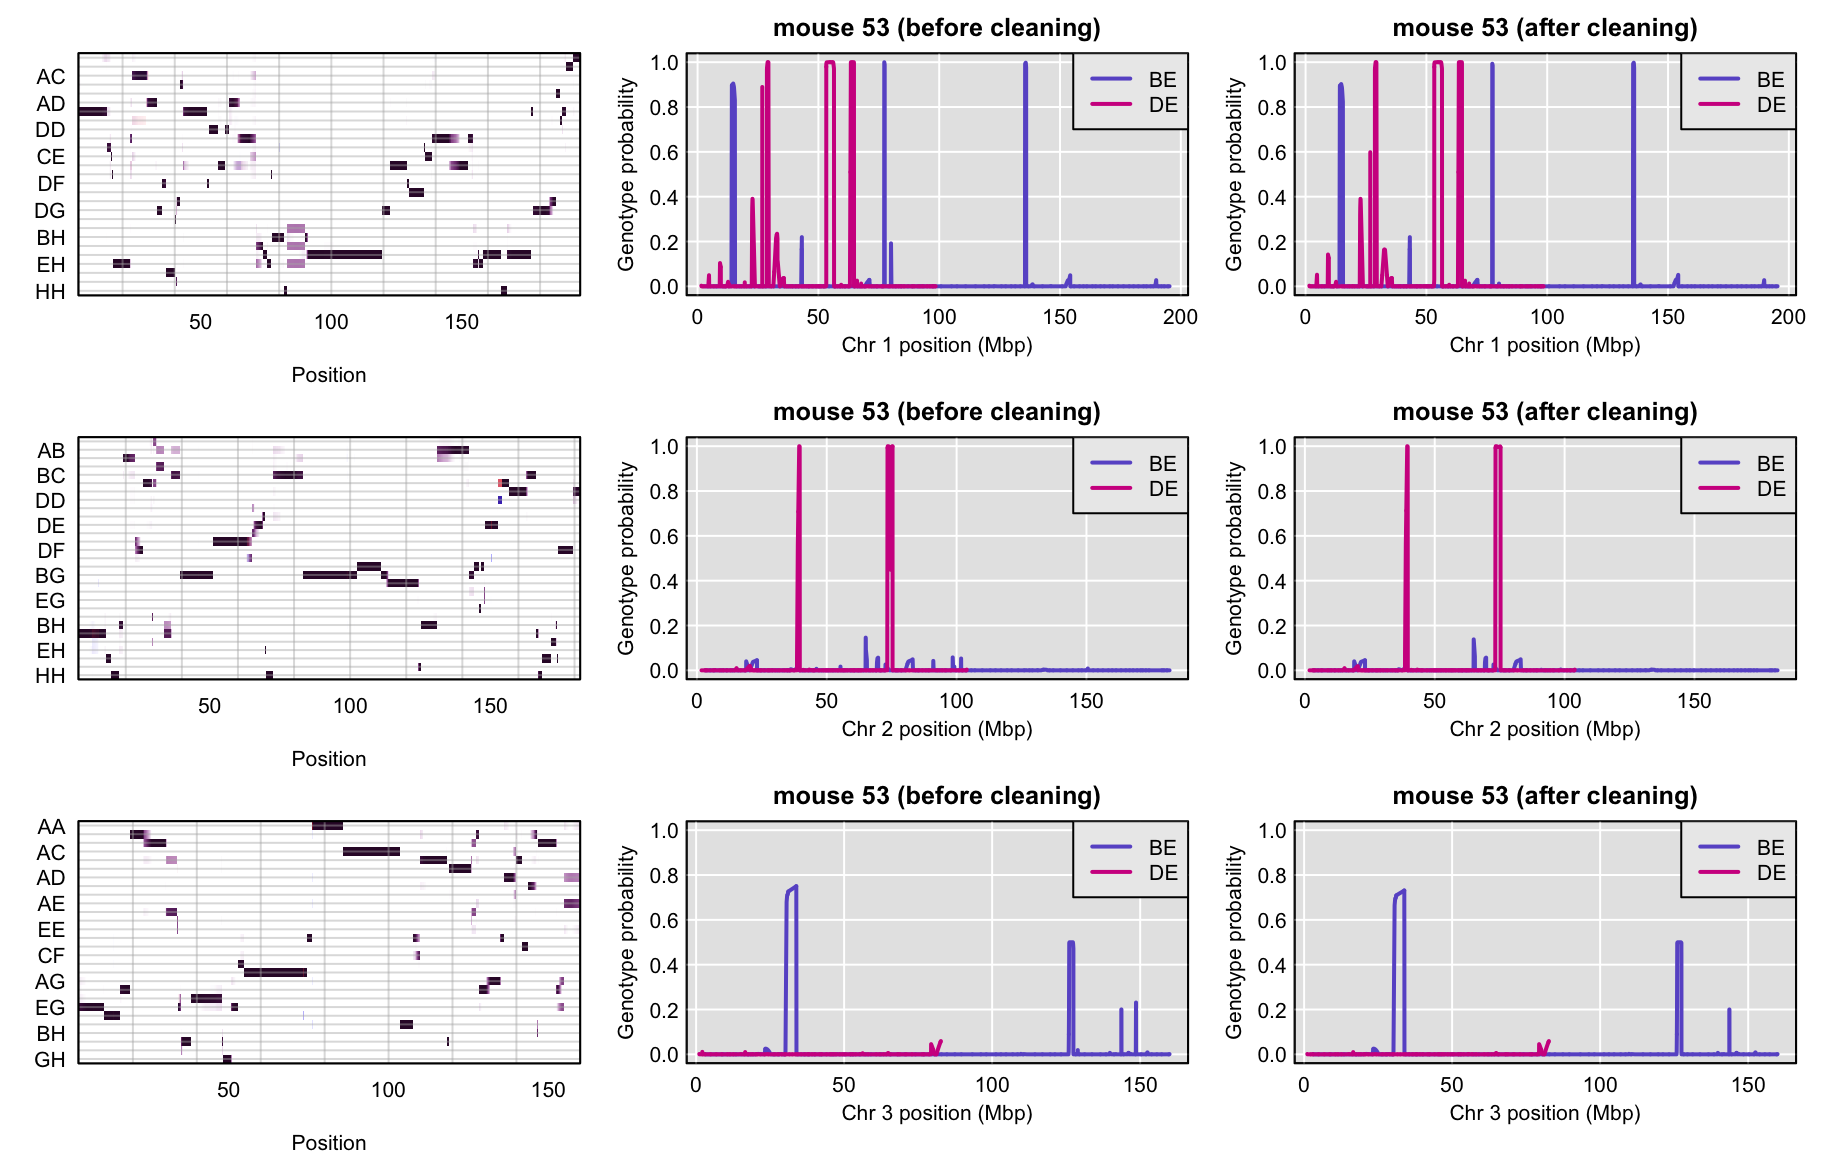 AC
AD
DD
CE
DF
DG
BH
EH
HH
50 100 150
Position
mouse 53 (before cleaning)
Genotype probability
1.0
0.8
0.6
0.4
0.2
0.0
BE
DE
0 50 100 150 200
Chr 1 position (Mbp)
mouse 53 (after cleaning)
Genotype probability
1.0
0.8
0.6
0.4
0.2
0.0
BE
DE
0 50 100 150 200
Chr 1 position (Mbp)
AB
BC
DD
DE
DF
BG
EG
BH
EH
HH
50 100 150
Position
mouse 53 (before cleaning)
Genotype probability
1.0
0.8
0.6
0.4
0.2
0.0
BE
DE
0 50 100 150
Chr 2 position (Mbp)
mouse 53 (after cleaning)
Genotype probability
1.0
0.8
0.6
0.4
0.2
0.0
BE
DE
0 50 100 150
Chr 2 position (Mbp)
AA
AC
AD
AE
EE
CF
AG
EG
BH
GH
50 100 150
Position
mouse 53 (before cleaning)
Genotype probability
1.0
0.8
0.6
0.4
0.2
0.0
BE
DE
0 50 100 150
Chr 3 position (Mbp)
mouse 53 (after cleaning)
Genotype probability
1.0
0.8
0.6
0.4
0.2
0.0
BE
DE
0 50 100 150
Chr 3 position (Mbp)